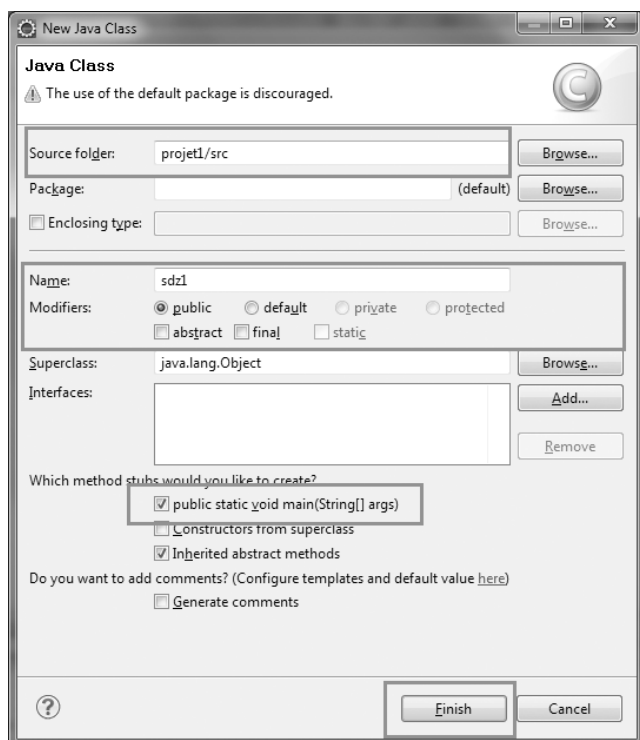 New Java Class
Java Class
The use of the default package is discouraged.
Source folder: projet1/src Browse...
Package: (default) Browse...
Enclosing type: Browse...
Name: sdz1
Modifiers: public default private protected
abstract final static
Superclass: java.lang.Object Browse...
Interfaces: Add...
Remove
Which method stubs would you like to create?
public static void main(String[] args)
Constructors from superclass
Inherited abstract methods
Do you want to add comments? (Configure templates and default value here)
Generate comments
Finish Cancel